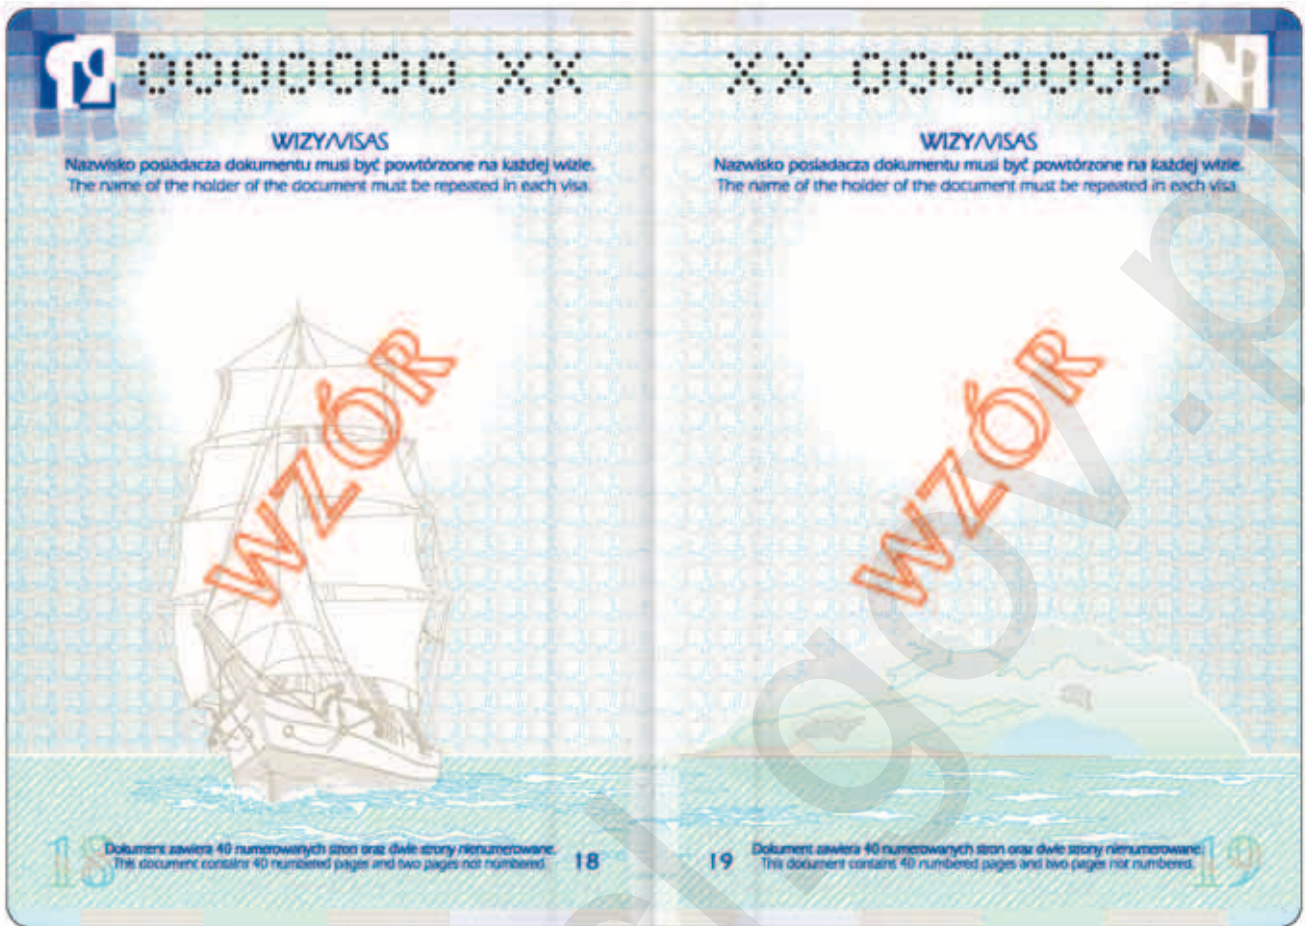 0000000 XX
WIZY/VISAS
Nazwisko posiadacza dokumentu musi być powtórzone na każdej wizie.
The name of the holder of the document must be repeated in each visa.
WZÓR
18
Dokument zawiera 40 numerowanych stron oraz dwie strony nienumerowane.
This document contains 40 numbered pages and two pages not numbered.
18
XX 0000000
WIZY/VISAS
Nazwisko posiadacza dokumentu musi być powtórzone na każdej wizie.
The name of the holder of the document must be repeated in each visa
WZÓR
19
Dokument zawiera 40 numerowanych stron oraz dwie strony nienumerowane.
This document contains 40 numbered pages and two pages not numbered.
19
gov.p